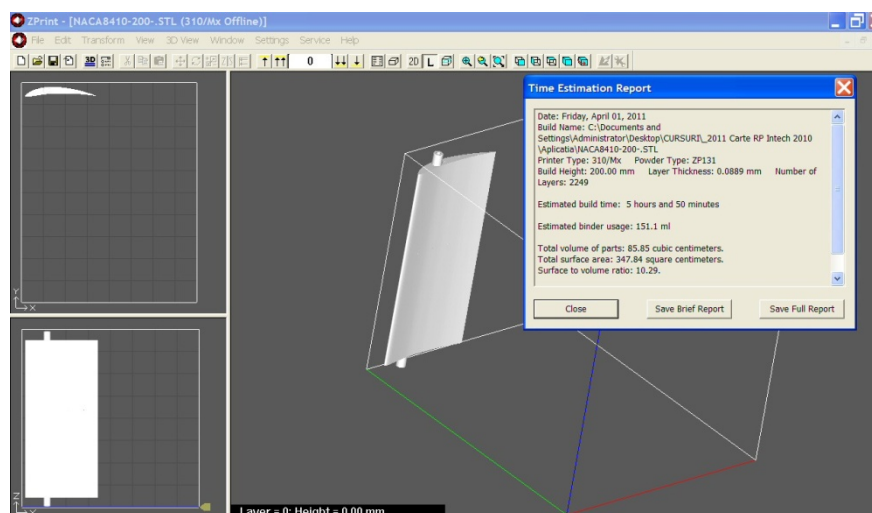 ZPrint - [NACA8410-200-.STL (310/Mx Offline)]
File Edit Transform View 3D View Window Settings Service Help
0
2D L
Time Estimation Report
Date: Friday, April 01, 2011
Build Name: C:\Documents and
Settings\Administrator\Desktop\CURSURI\_2011 Carte RP Intech 2010
\Aplicatia\NACA8410-200-.STL
Printer Type: 310/Mx Powder Type: ZP131
Build Height: 200.00 mm Layer Thickness: 0.0889 mm Number of
Layers: 2249
Estimated build time: 5 hours and 50 minutes
Estimated binder usage: 151.1 ml
Total volume of parts: 85.85 cubic centimeters.
Total surface area: 347.84 square centimeters.
Surface to volume ratio: 10.29.
Close Save Brief Report Save Full Report
Y
X
Z
X
Layer = 0: Height = 0.00 mm